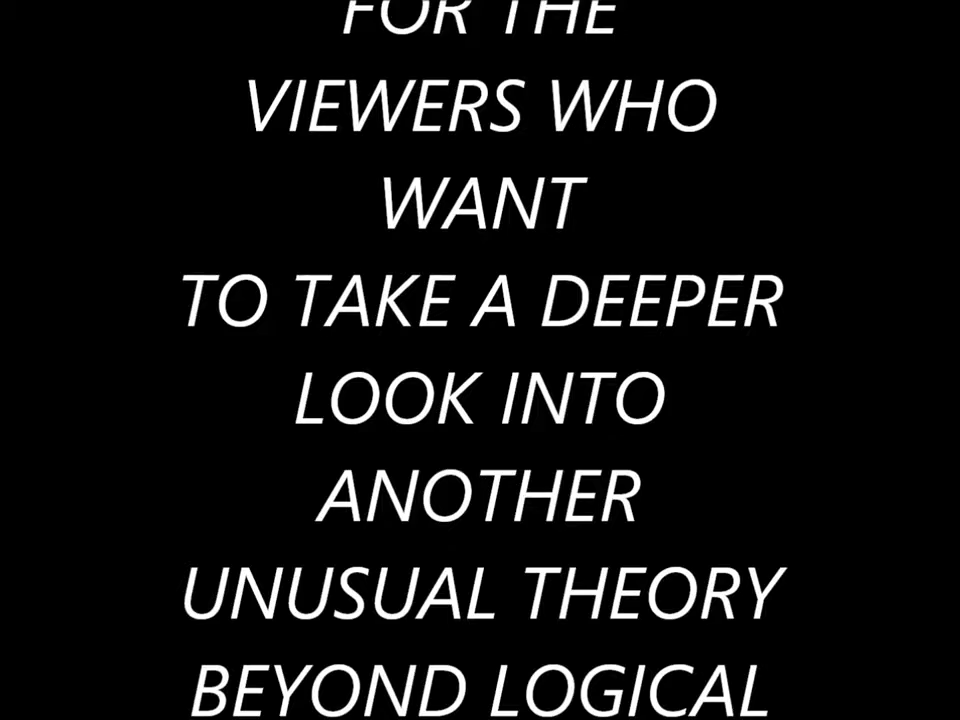 FOR THE
VIEWERS WHO
WANT
TO TAKE A DEEPER
LOOK INTO
ANOTHER
UNUSUAL THEORY
BEYOND LOGICAL